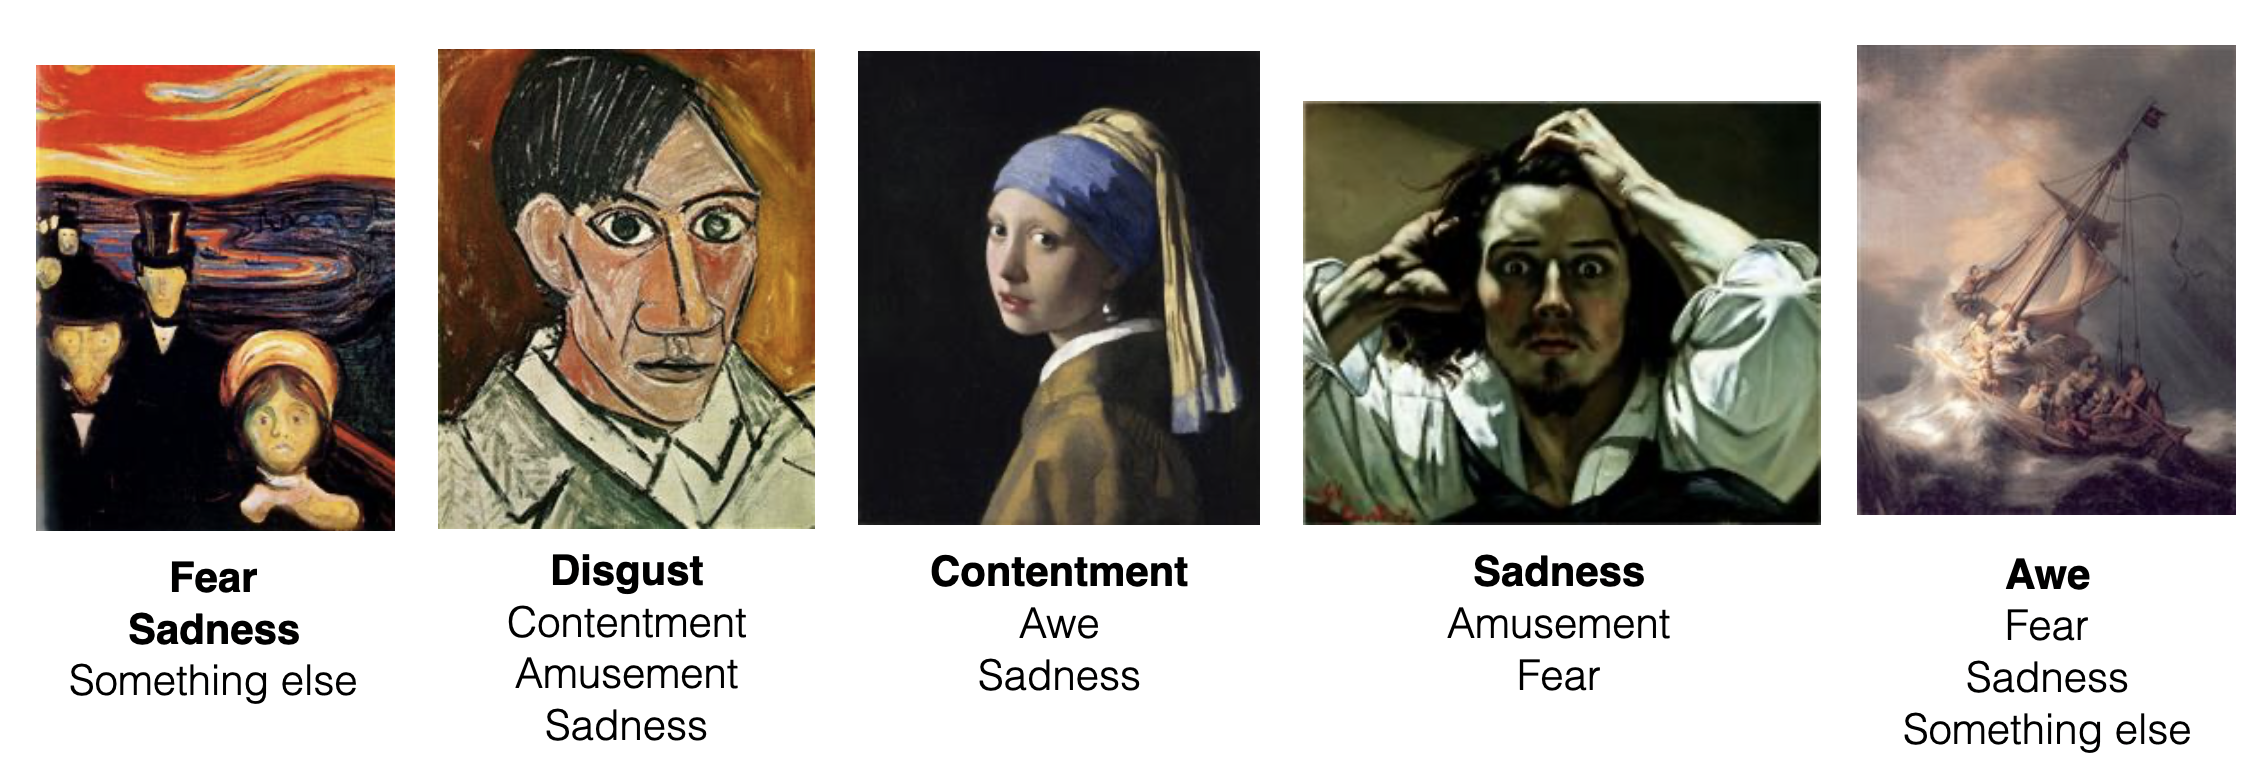 Fear
Sadness
Something else
Disgust
Contentment
Amusement
Sadness
Contentment
Awe
Sadness
Sadness
Amusement
Fear
Awe
Fear
Sadness
Something else